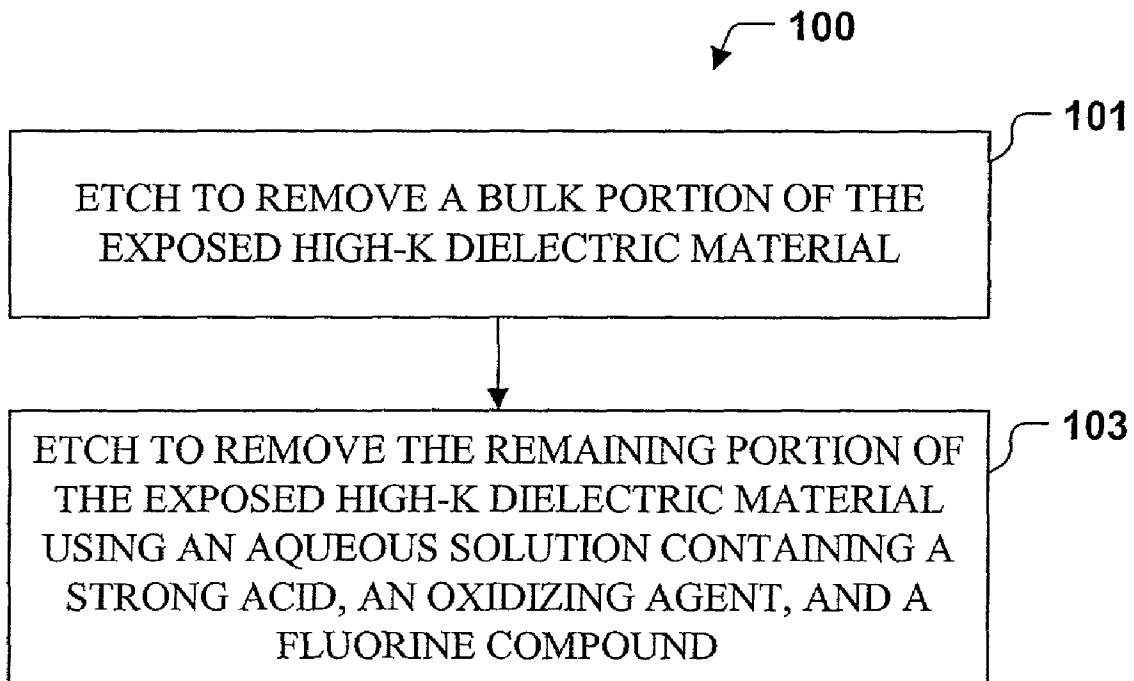 100
101
ETCH TO REMOVE A BULK PORTION OF THE
EXPOSED HIGH-K DIELECTRIC MATERIAL
103
ETCH TO REMOVE THE REMAINING PORTION OF
THE EXPOSED HIGH-K DIELECTRIC MATERIAL
USING AN AQUEOUS SOLUTION CONTAINING A
STRONG ACID, AN OXIDIZING AGENT, AND A
FLUORINE COMPOUND